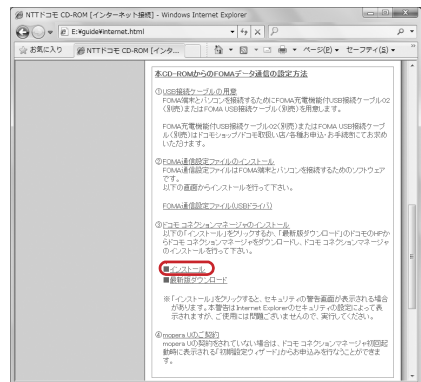 NTTドコモ CD-ROM [インターネット接続] - Windows Internet Explorer
E:¥guide¥internet.html
お気に入り
NTTドコモ CD-ROM [インタ...
ページ(P)
セーフティ(S)
本CD-ROMからのFOMAデータ通信の設定方法
①USB接続ケーブルの用意
FOMA端末とパソコンを接続するためにFOMA充電機能付USB接続ケーブル02
(別売)またはFOMA USB接続ケーブル(別売)を用意します。
FOMA充電機能付USB接続ケーブル02(別売)またはFOMA USB接続ケーブ
ル(別売)はドコモショップ/ドコモ取扱い店/各種お申込・お手続にてお求め
いただけます。
②FOMA通信設定ファイルのインストール
FOMA通信設定ファイルはFOMA端末とパソコンを接続するためのソフトウェア
です。
以下の画面からインストールを行って下さい。
FOMA通信設定ファイル(USBドライバ)
③ドコモ コネクションマネージャのインストール
以下の「インストール」をクリックするか、「最新版ダウンロード」のドコモのHPか
らドコモ コネクションマネージャをダウンロードし、ドコモ コネクションマネージャ
のインストールを行って下さい。
■インストール
■最新版ダウンロード
※「インストール」をクリックすると、セキュリティの警告画面が表示される場合
があります。本警告はInternet Explorerのセキュリティの設定によって表
示されますが、ご使用には問題ございませんので、実行してください。
④mopera Uのご契約
mopera Uの契約をされていない場合は、ドコモ コネクションマネージャ初回起
動時に表示される「初期設定ウィザード」からお申込みを行なうことができま
す。